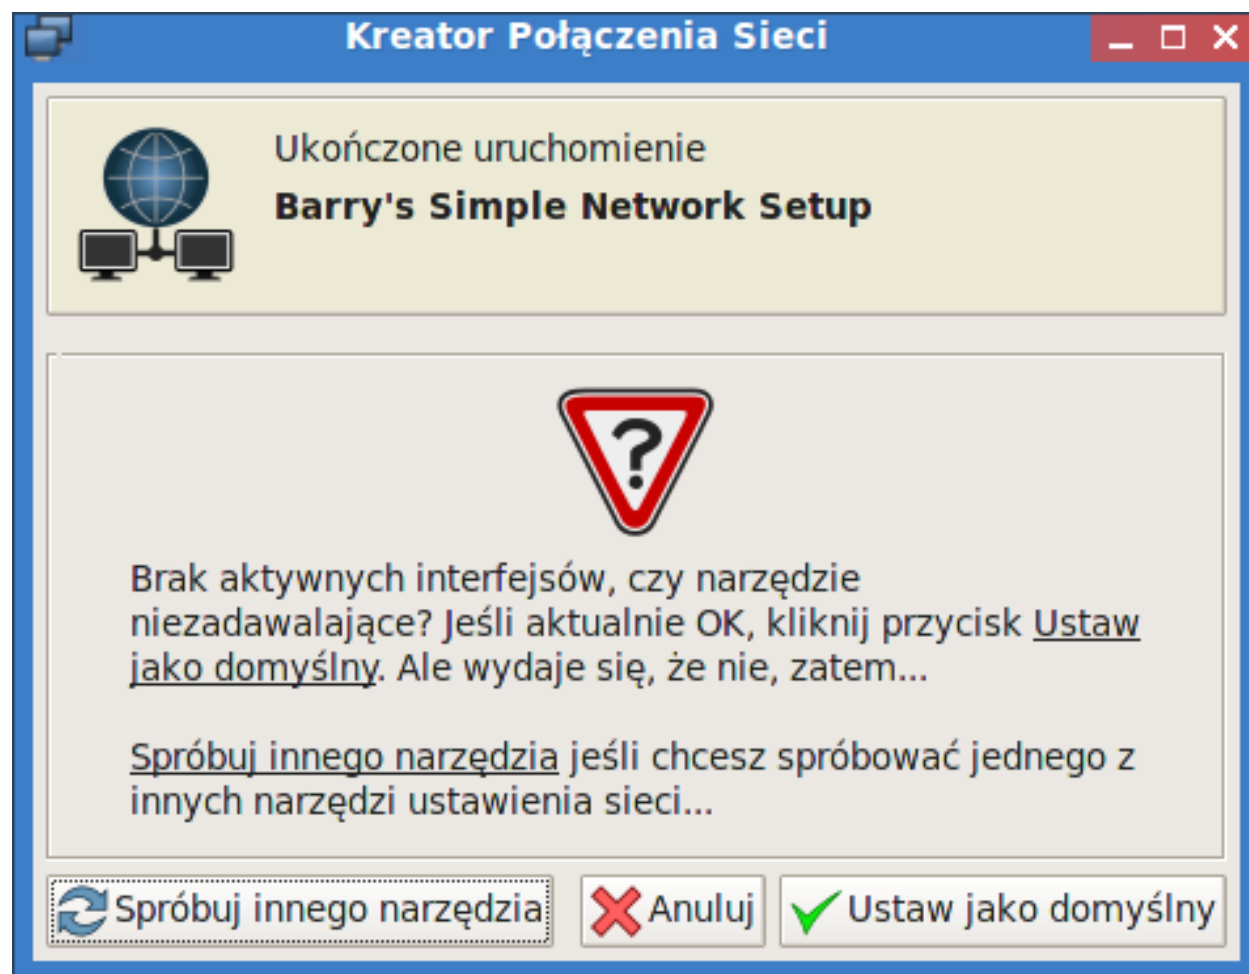 Kreator Połączenia Sieci
Ukończone uruchomienie
Barry's Simple Network Setup
?
Brak aktywnych interfejsów, czy narzędzie
niezadawalające? Jeśli aktualnie OK, kliknij przycisk Ustaw
jako domyślny. Ale wydaje się, że nie, zatem...
Spróbuj innego narzędzia jeśli chcesz spróbować jednego z
innych narzędzi ustawienia sieci...
Spróbuj innego narzędzia
Anuluj
Ustaw jako domyślny